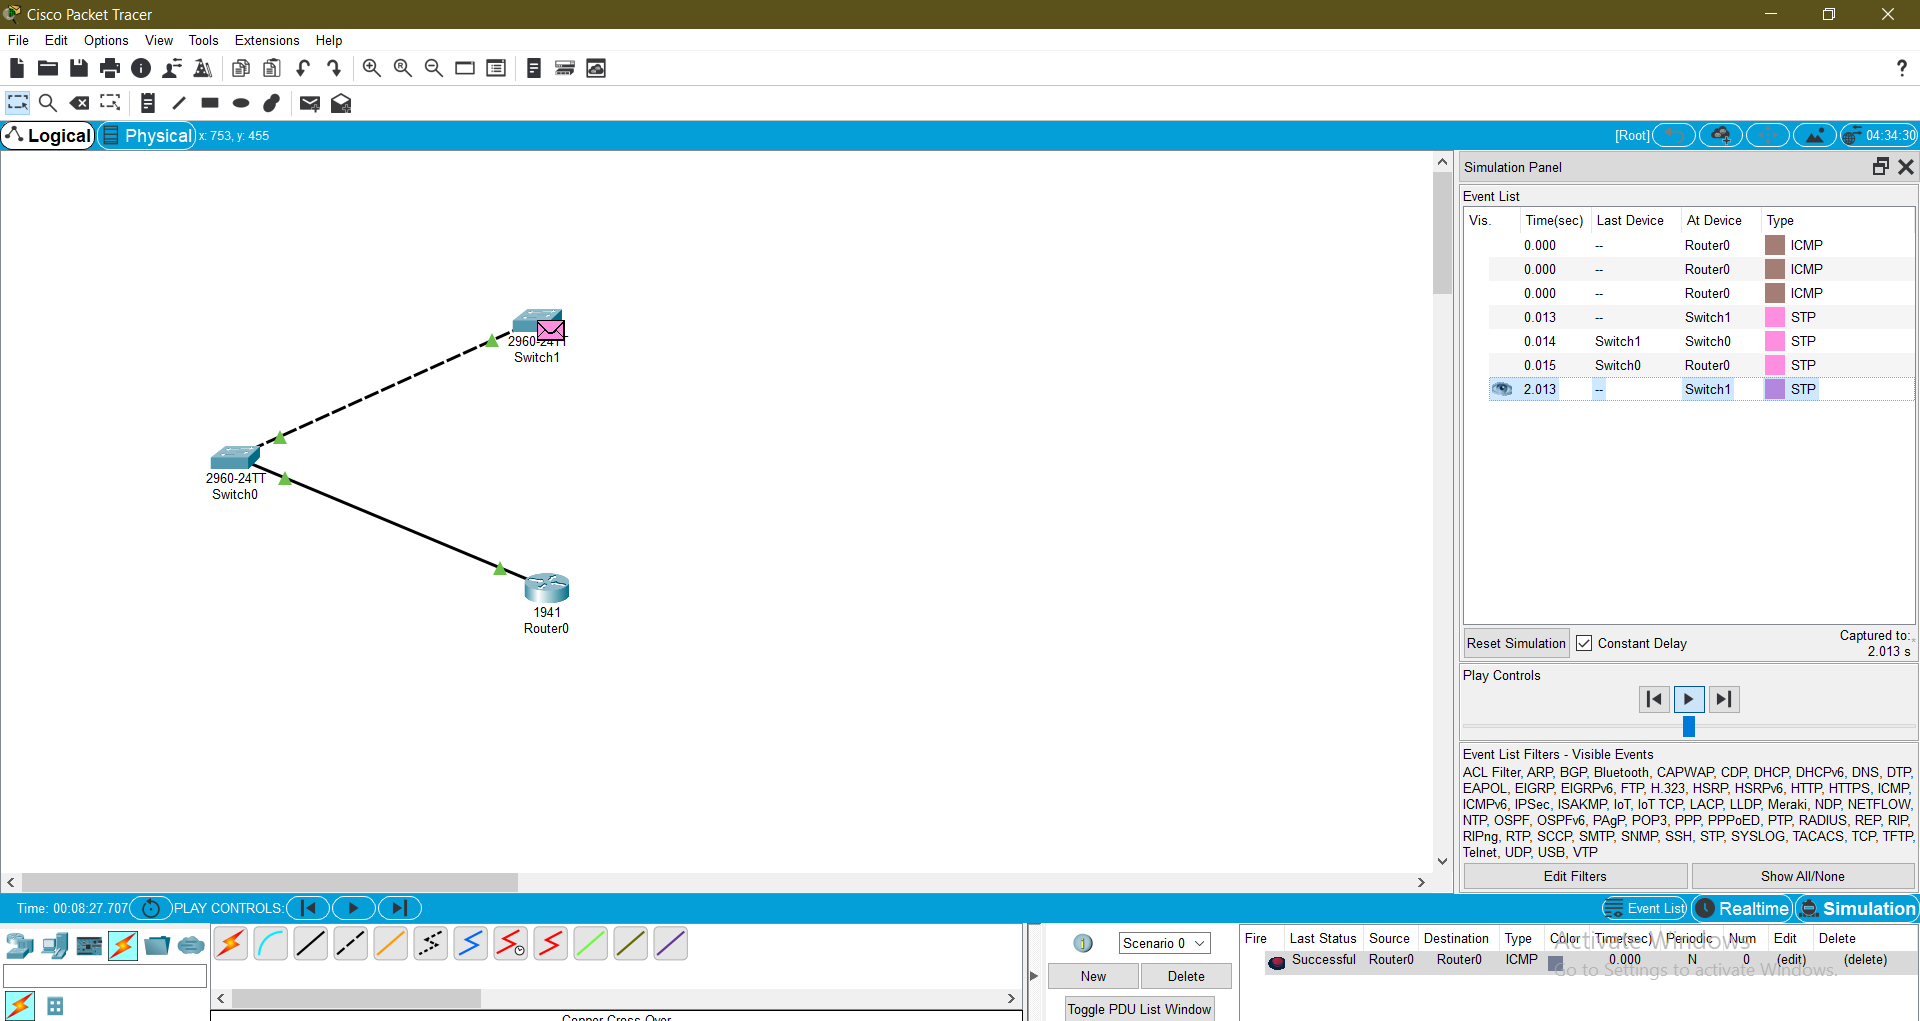 Cisco Packet Tracer
File Edit Options View Tools Extensions Help
?
Logical Physical x: 753, y: 455 [Root] 04:34:30
Simulation Panel
Event List
Vis. Time(sec) Last Device At Device Type
0.000 -- Router0 ICMP
0.000 -- Router0 ICMP
0.000 -- Router0 ICMP
0.013 -- Switch1 STP
0.014 Switch1 Switch0 STP
0.015 Switch0 Router0 STP
2.013 -- Switch1 STP
2960-24TT
Switch1
2960-24TT
Switch0
1941
Router0
Reset Simulation Constant Delay Captured to:
2.013 s
Play Controls
Event List Filters - Visible Events
ACL Filter, ARP, BGP, Bluetooth, CAPWAP, CDP, DHCP, DHCPv6, DNS, DTP,
EAPOL, EIGRP, EIGRPv6, FTP, H.323, HSRP, HSRPv6, HTTP, HTTPS, ICMP,
ICMPv6, IPSec, ISAKMP, IoT, IoT TCP, LACP, LLDP, Meraki, NDP, NETFLOW,
NTP, OSPF, OSPFv6, PAgP, POP3, PPP, PPPoED, PTP, RADIUS, REP, RIP,
RIPng, RTP, SCCP, SMTP, SNMP, SSH, STP, SYSLOG, TACACS, TCP, TFTP,
Telnet, UDP, USB, VTP
Edit Filters Show All/None
Time: 00:08:27.707 PLAY CONTROLS: Event List Realtime Simulation
Scenario 0
New Delete
Toggle PDU List Window
Fire Last Status Source Destination Type Color Time(sec) Periodic Num Edit Delete
Successful Router0 Router0 ICMP 0.000 N 0 (edit) (delete)
Activate Windows
Go to Settings to activate Windows.
Copper Cross-Over